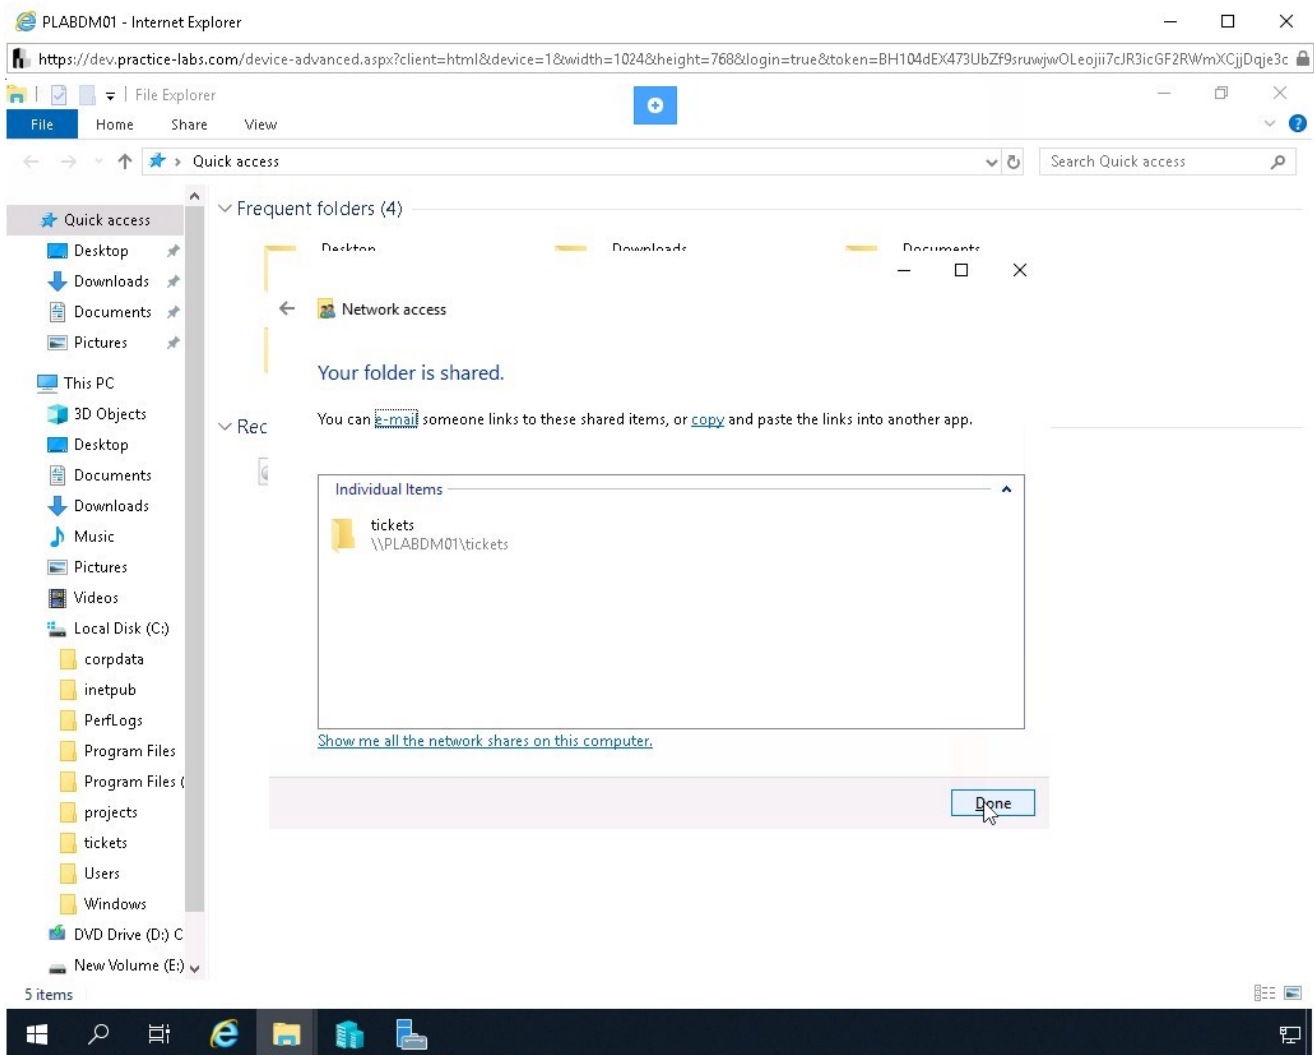 PLABDM01 - Internet Explorer
https://dev.practice-labs.com/device-advanced.aspx?client=html&device=1&width=1024&height=768&login=true&token=BH104dEX473UbZf9sruwjwOLeojii7cJR3icGF2RWmXCjjDqje3c
File Explorer
File Home Share View
Quick access
Search Quick access
Quick access
Desktop
Downloads
Documents
Pictures
This PC
3D Objects
Desktop
Documents
Downloads
Music
Pictures
Videos
Local Disk (C:)
corpdata
inetpub
PerfLogs
Program Files
Program Files (
projects
tickets
Users
Windows
DVD Drive (D:) C
New Volume (E:)
Frequent folders (4)
Desktop Downloads Documents
Rec
Network access
Your folder is shared.
You can e-mail someone links to these shared items, or copy and paste the links into another app.
Individual Items
tickets
\\PLABDM01\tickets
Show me all the network shares on this computer.
Done
5 items